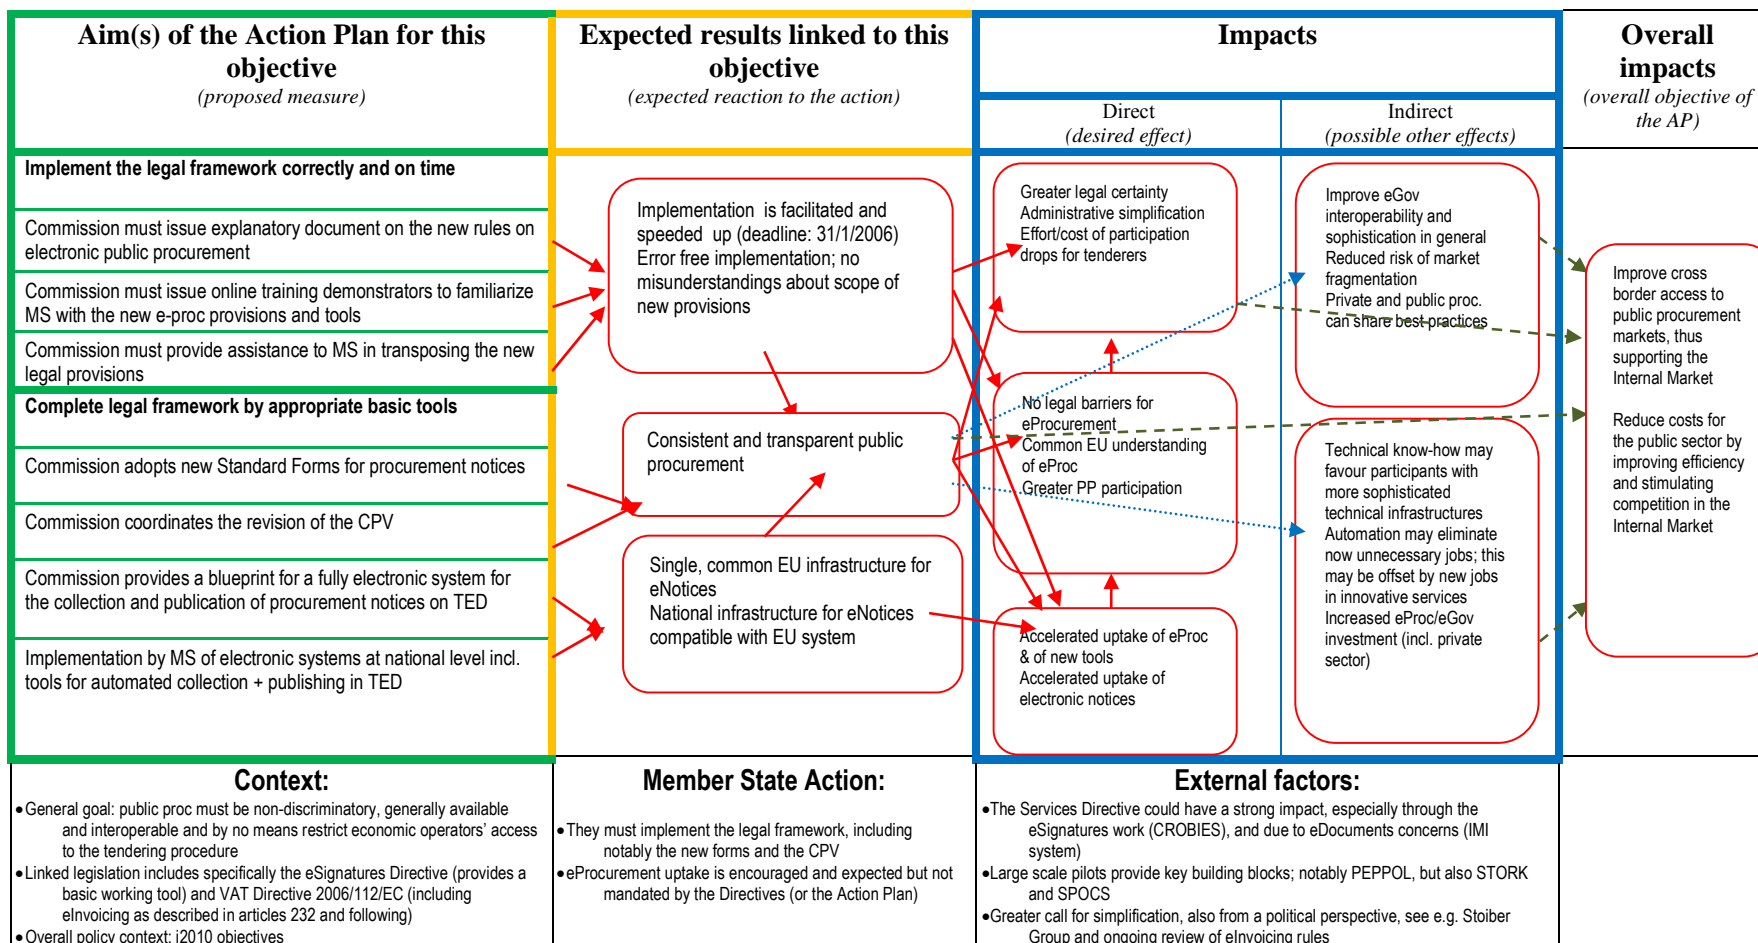 Aim(s) of the Action Plan for this
objective
(proposed measure)
Expected results linked to this
objective
(expected reaction to the action)
Impacts
Direct
(desired effect)
Indirect
(possible other effects)
Overall
impacts
(overall objective of
the AP)
Implement the legal framework correctly and on time
Commission must issue explanatory document on the new rules on
electronic public procurement
Commission must issue online training demonstrators to familiarize
MS with the new e-proc provisions and tools
Commission must provide assistance to MS in transposing the new
legal provisions
Complete legal framework by appropriate basic tools
Commission adopts new Standard Forms for procurement notices
Commission coordinates the revision of the CPV
Commission provides a blueprint for a fully electronic system for
the collection and publication of procurement notices on TED
Implementation by MS of electronic systems at national level incl.
tools for automated collection + publishing in TED
Implementation is facilitated and
speeded up (deadline: 31/1/2006)
Error free implementation; no
misunderstandings about scope of
new provisions
Consistent and transparent public
procurement
Single, common EU infrastructure for
eNotices
National infrastructure for eNotices
compatible with EU system
Greater legal certainty
Administrative simplification
Effort/cost of participation
drops for tenderers
No legal barriers for
eProcurement
Common EU understanding
of eProc
Greater PP participation
Accelerated uptake of eProc
& of new tools
Accelerated uptake of
electronic notices
Improve eGov
interoperability and
sophistication in general
Reduced risk of market
fragmentation
Private and public proc.
can share best practices
Technical know-how may
favour participants with
more sophisticated
technical infrastructures
Automation may eliminate
now unnecessary jobs; this
may be offset by new jobs
in innovative services
Increased eProc/eGov
investment (incl. private
sector)
Improve cross
border access to
public procurement
markets, thus
supporting the
Internal Market
Reduce costs for
the public sector by
improving efficiency
and stimulating
competition in the
Internal Market
Context:
•General goal: public proc must be non-discriminatory, generally available
and interoperable and by no means restrict economic operators' access
to the tendering procedure
•Linked legislation includes specifically the eSignatures Directive (provides a
basic working tool) and VAT Directive 2006/112/EC (including
eInvoicing as described in articles 232 and following)
•Overall policy context: i2010 objectives
Member State Action:
•They must implement the legal framework, including
notably the new forms and the CPV
•eProcurement uptake is encouraged and expected but not
mandated by the Directives (or the Action Plan)
External factors:
•The Services Directive could have a strong impact, especially through the
eSignatures work (CROBIES), and due to eDocuments concerns (IMI
system)
•Large scale pilots provide key building blocks; notably PEPPOL, but also STORK
and SPOCS
•Greater call for simplification, also from a political perspective, see e.g. Stoiber
Group and ongoing review of eInvoicing rules